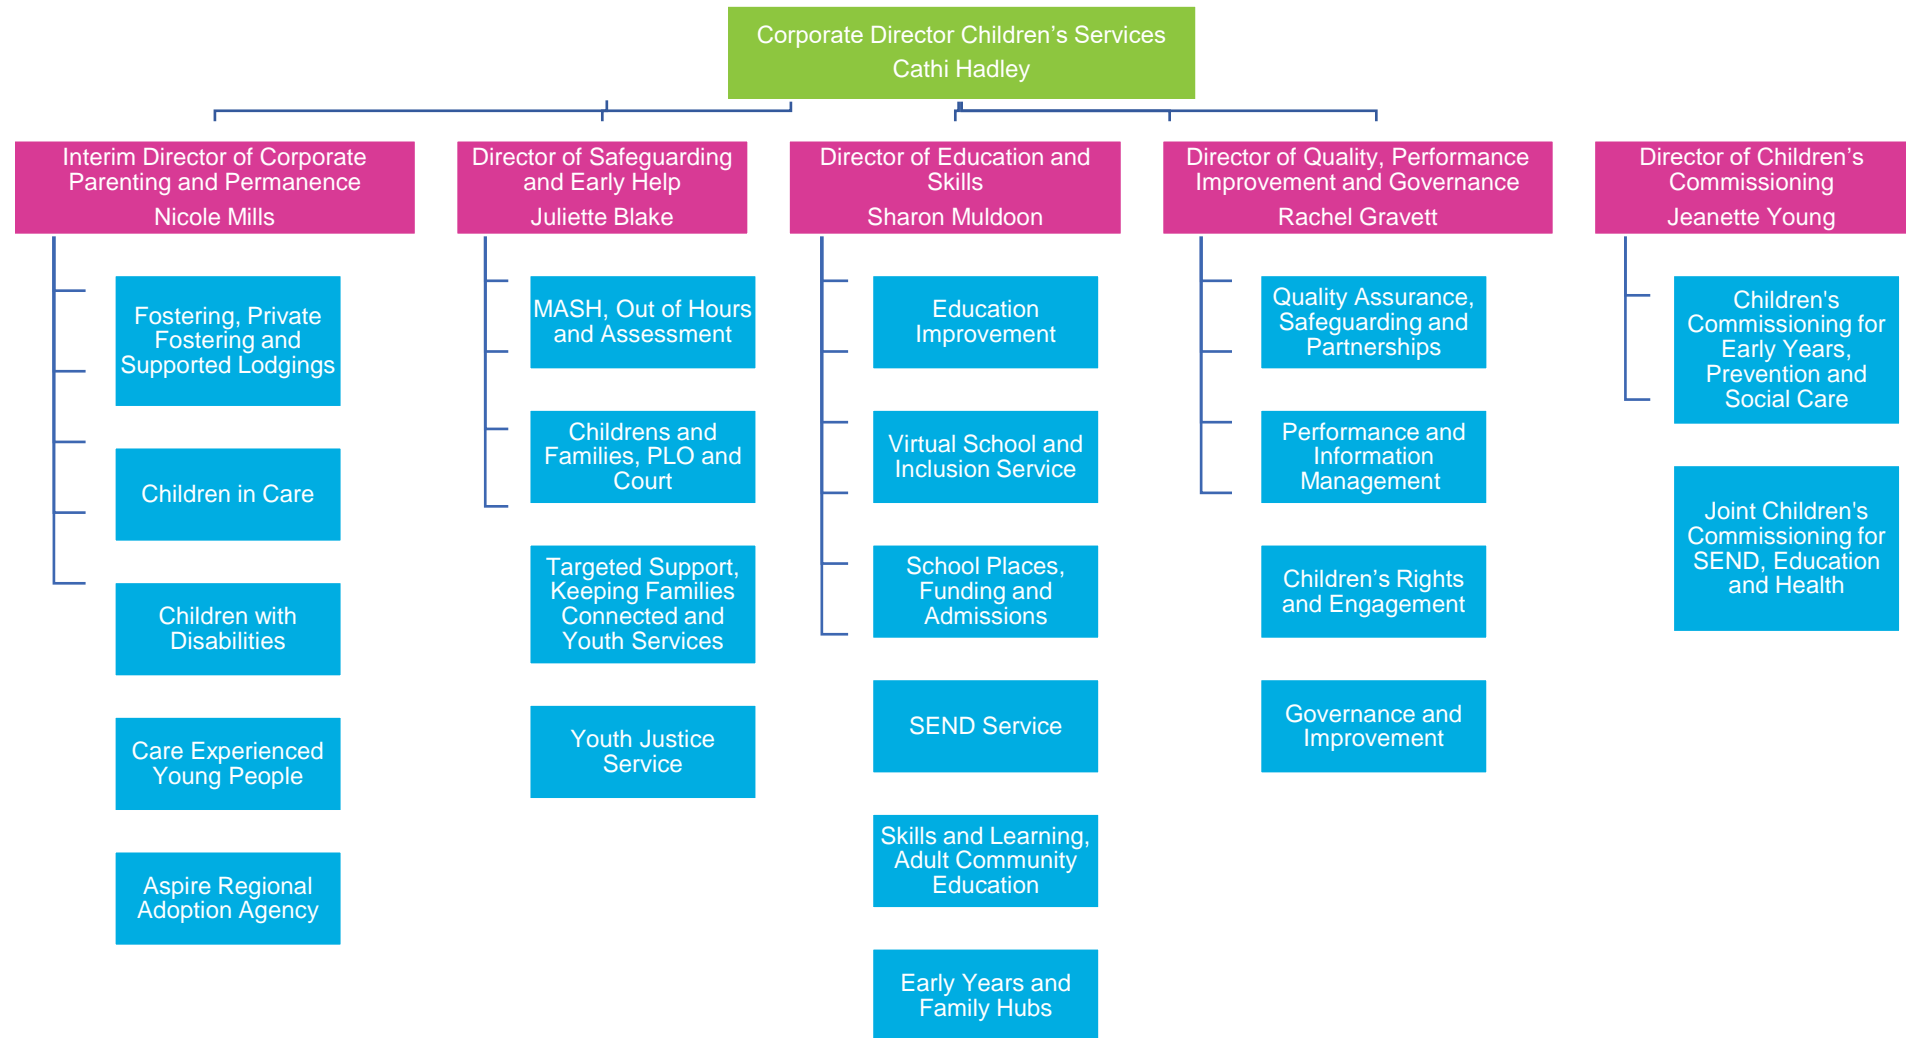 Corporate Director Children’s Services
Cathi Hadley
Interim Director of Corporate
Parenting and Permanence
Nicole Mills
Fostering, Private
Fostering and
Supported Lodgings
Children in Care
Children with
Disabilities
Care Experienced
Young People
Aspire Regional
Adoption Agency
Director of Safeguarding
and Early Help
Juliette Blake
MASH, Out of Hours
and Assessment
Childrens and
Families, PLO and
Court
Targeted Support,
Keeping Families
Connected and
Youth Services
Youth Justice
Service
Director of Education and
Skills
Sharon Muldoon
Education
Improvement
Virtual School and
Inclusion Service
School Places,
Funding and
Admissions
SEND Service
Skills and Learning,
Adult Community
Education
Early Years and
Family Hubs
Director of Quality, Performance
Improvement and Governance
Rachel Gravett
Quality Assurance,
Safeguarding and
Partnerships
Performance and
Information
Management
Children’s Rights
and Engagement
Governance and
Improvement
Director of Children’s
Commissioning
Jeanette Young
Children's
Commissioning for
Early Years,
Prevention and
Social Care
Joint Children's
Commissioning for
SEND, Education
and Health